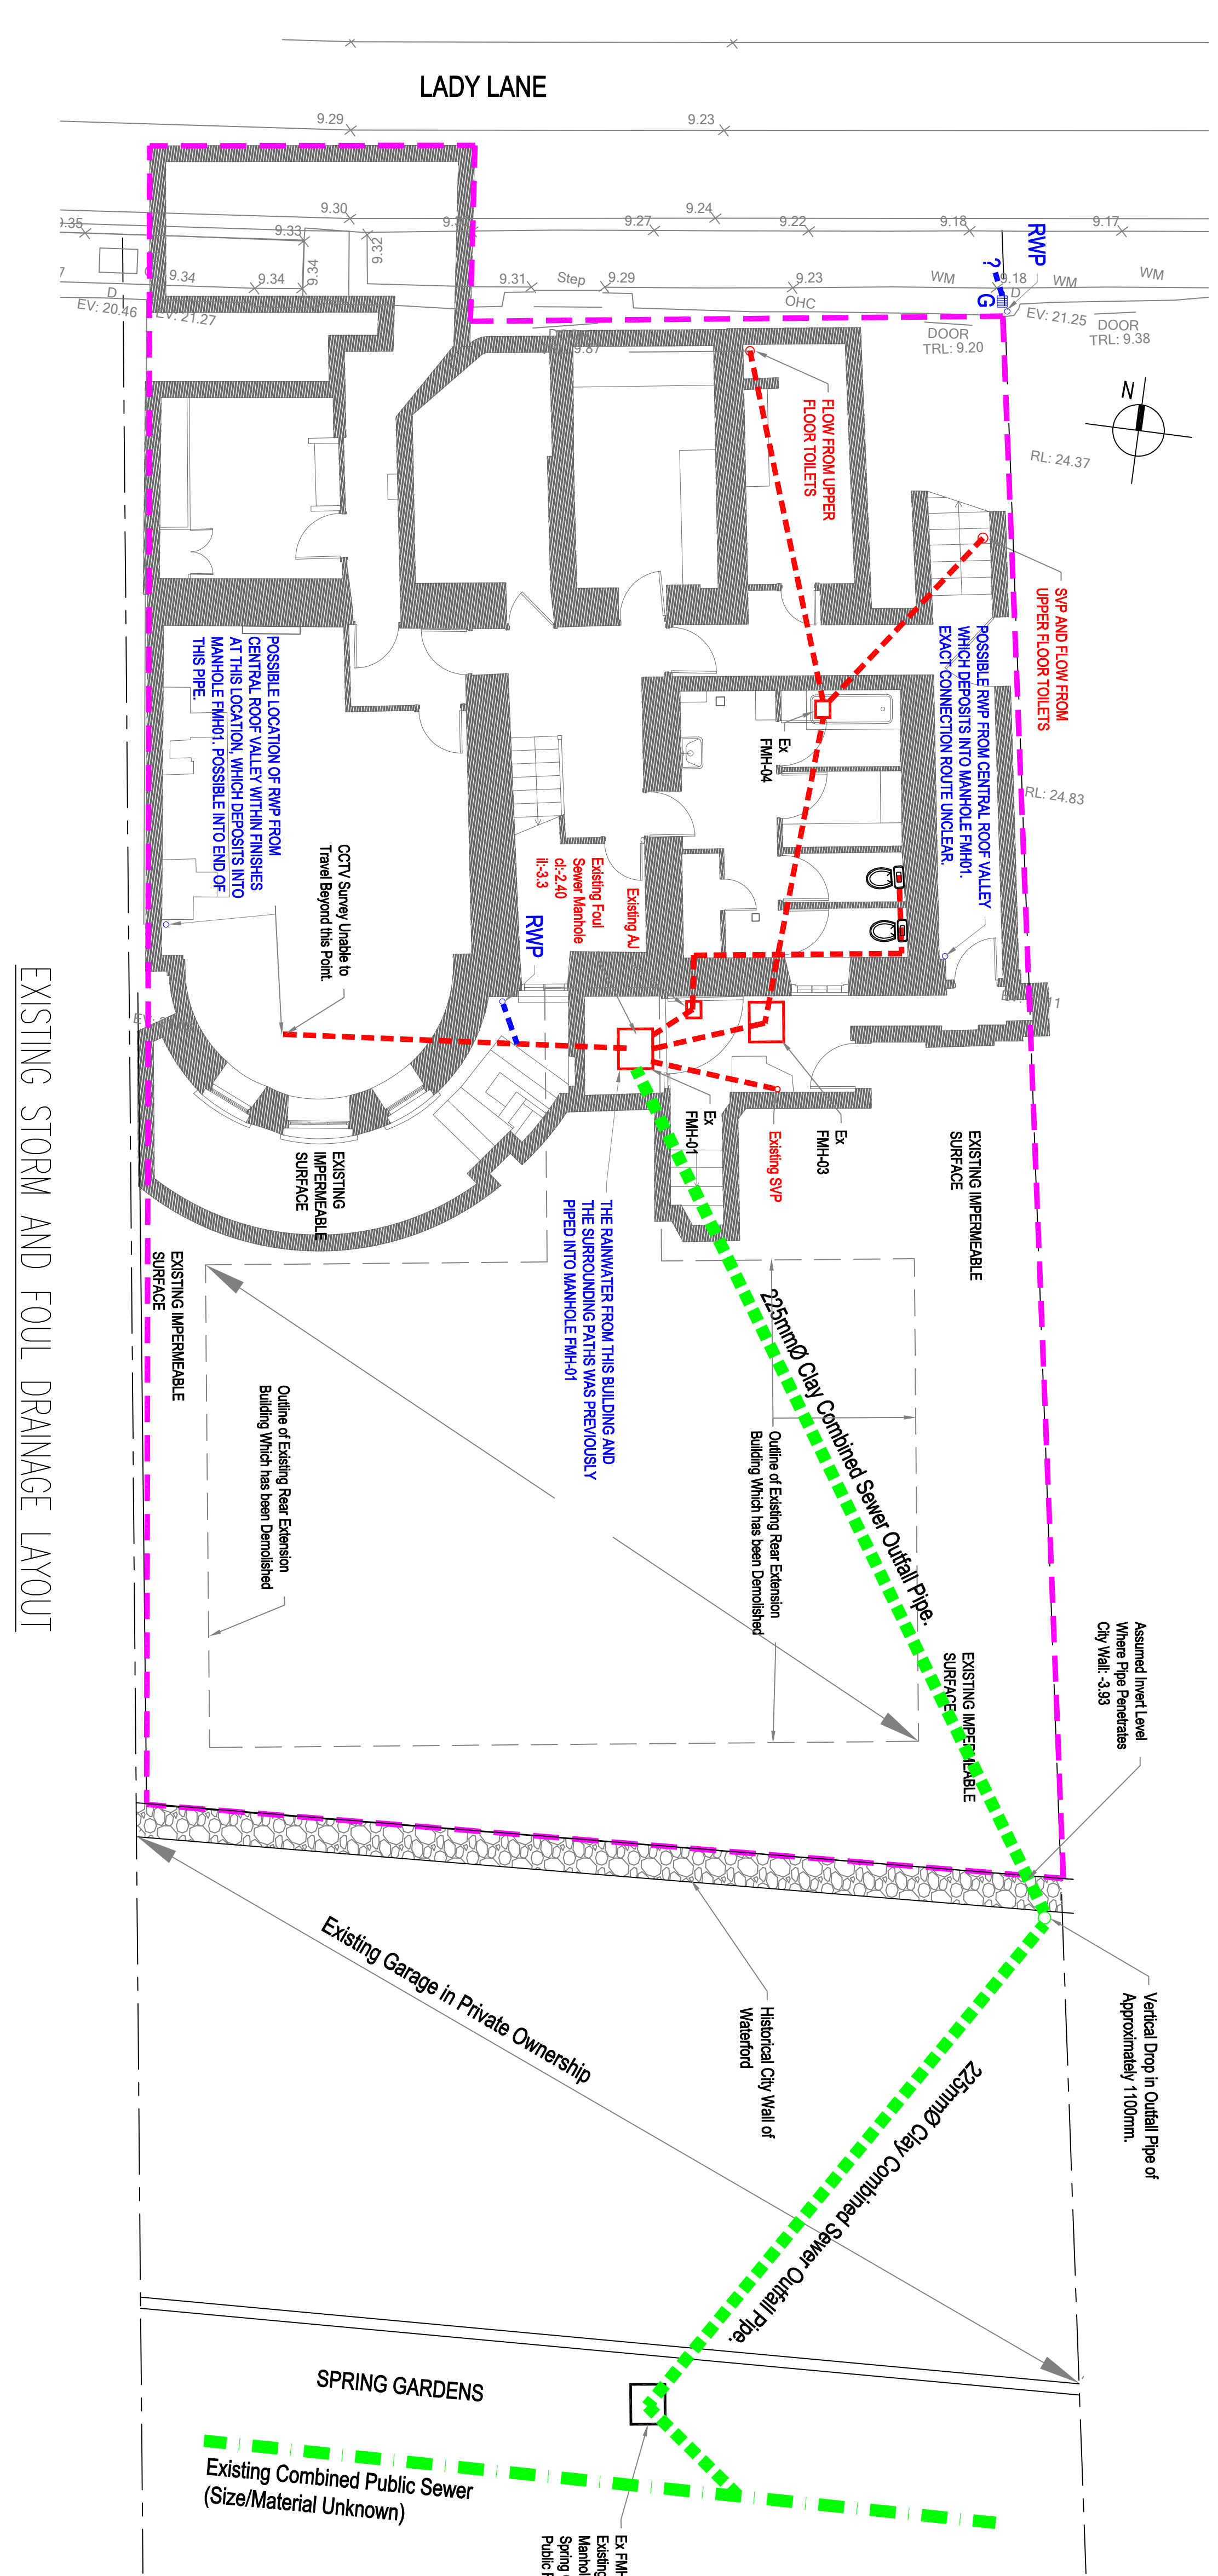 LADY LANE
9.29
9.23
9.30
9.24
9.27
9.22
9.18
9.17
9.33
9.32
9.34
9.34
9.34
9.31
Step
9.29
9.23
WM
9.18
WM
WM
D
D
OHC
EV: 20.46
EV: 21.27
EV: 21.25
DOOR
TRL: 9.38
DOOR
TRL: 9.20
RWP
?
G
N
RL: 24.37
RL: 24.83
FLOW FROM UPPER
FLOOR TOILETS
SVP AND FLOW FROM
UPPER FLOOR TOILETS
POSSIBLE RWP FROM CENTRAL ROOF VALLEY
WHICH DEPOSITS INTO MANHOLE FMH01.
EXACT CONNECTION ROUTE UNCLEAR.
POSSIBLE LOCATION OF RWP FROM
CENTRAL ROOF VALLEY WITHIN FINISHES
AT THIS LOCATION, WHICH DEPOSITS INTO
MANHOLE FMH01. POSSIBLE INTO END OF
THIS PIPE.
Ex
FMH-04
CCTV Survey Unable to
Travel Beyond this Point.
Existing AJ
Existing Foul
Sewer Manhole
cl:-2.40
il:-3.3
RWP
Ex
FMH-01
Ex
FMH-03
Existing SVP
EXISTING IMPERMEABLE
SURFACE
EXISTING
IMPERMEABLE
SURFACE
EXISTING IMPERMEABLE
SURFACE
THE RAINWATER FROM THIS BUILDING AND
THE SURROUNDING PATHS WAS PREVIOUSLY
PIPED INTO MANHOLE FMH-01
225mmØ Clay Combined Sewer Outfall Pipe.
Outline of Existing Rear Extension
Building Which has been Demolished
Outline of Existing Rear Extension
Building Which has been Demolished
EXISTING IMPERMEABLE
SURFACE
Assumed Invert Level
Where Pipe Penetrates
City Wall: -3.93
Vertical Drop in Outfall Pipe of
Approximately 1100mm.
Historical City Wall of
Waterford
Existing Garage in Private Ownership
225mmØ Clay Combined Sewer Outfall Pipe.
SPRING GARDENS
Existing Combined Public Sewer
(Size/Material Unknown)
Ex FMH
Existing
Spring
Public
EXISTING STORM AND FOUL DRAINAGE LAYOUT